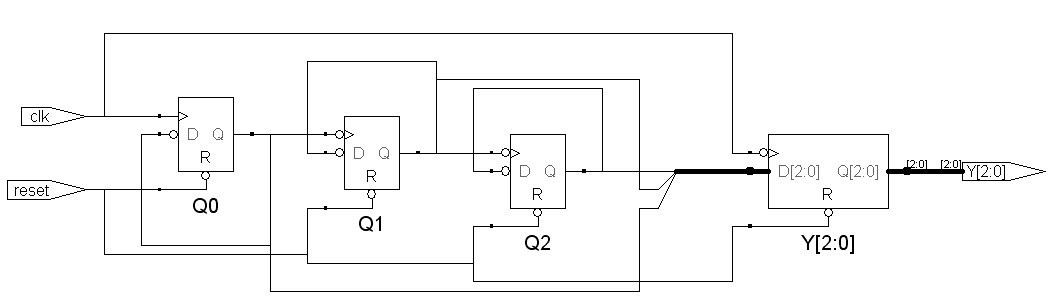 clk
D Q
R
Q0
D Q
R
Q1
D Q
R
Q2
D[2:0] Q[2:0]
R
Y[2:0]
[2:0] [2:0]
Y[2:0]
reset